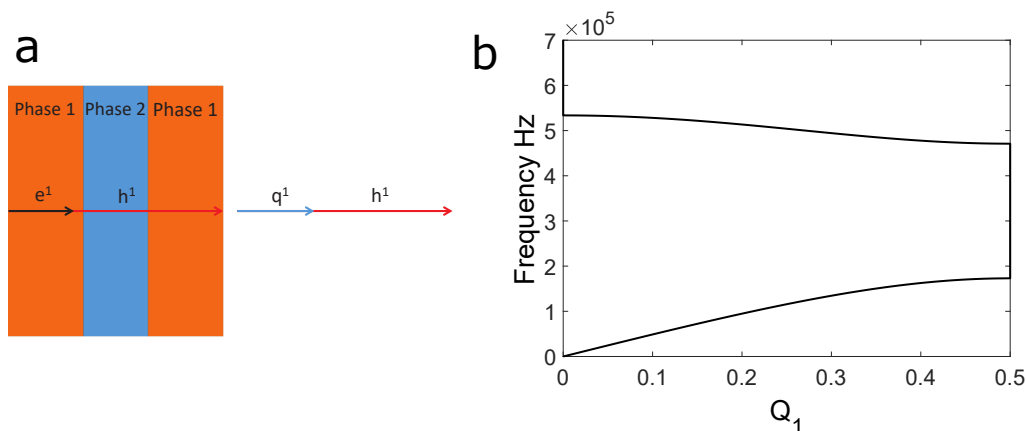 a
Phase 1 Phase 2 Phase 1
e¹ h¹ q¹ h¹
b
×10⁵
7
6
5
4
3
2
1
0
Frequency Hz
0 0.1 0.2 0.3 0.4 0.5
Q₁